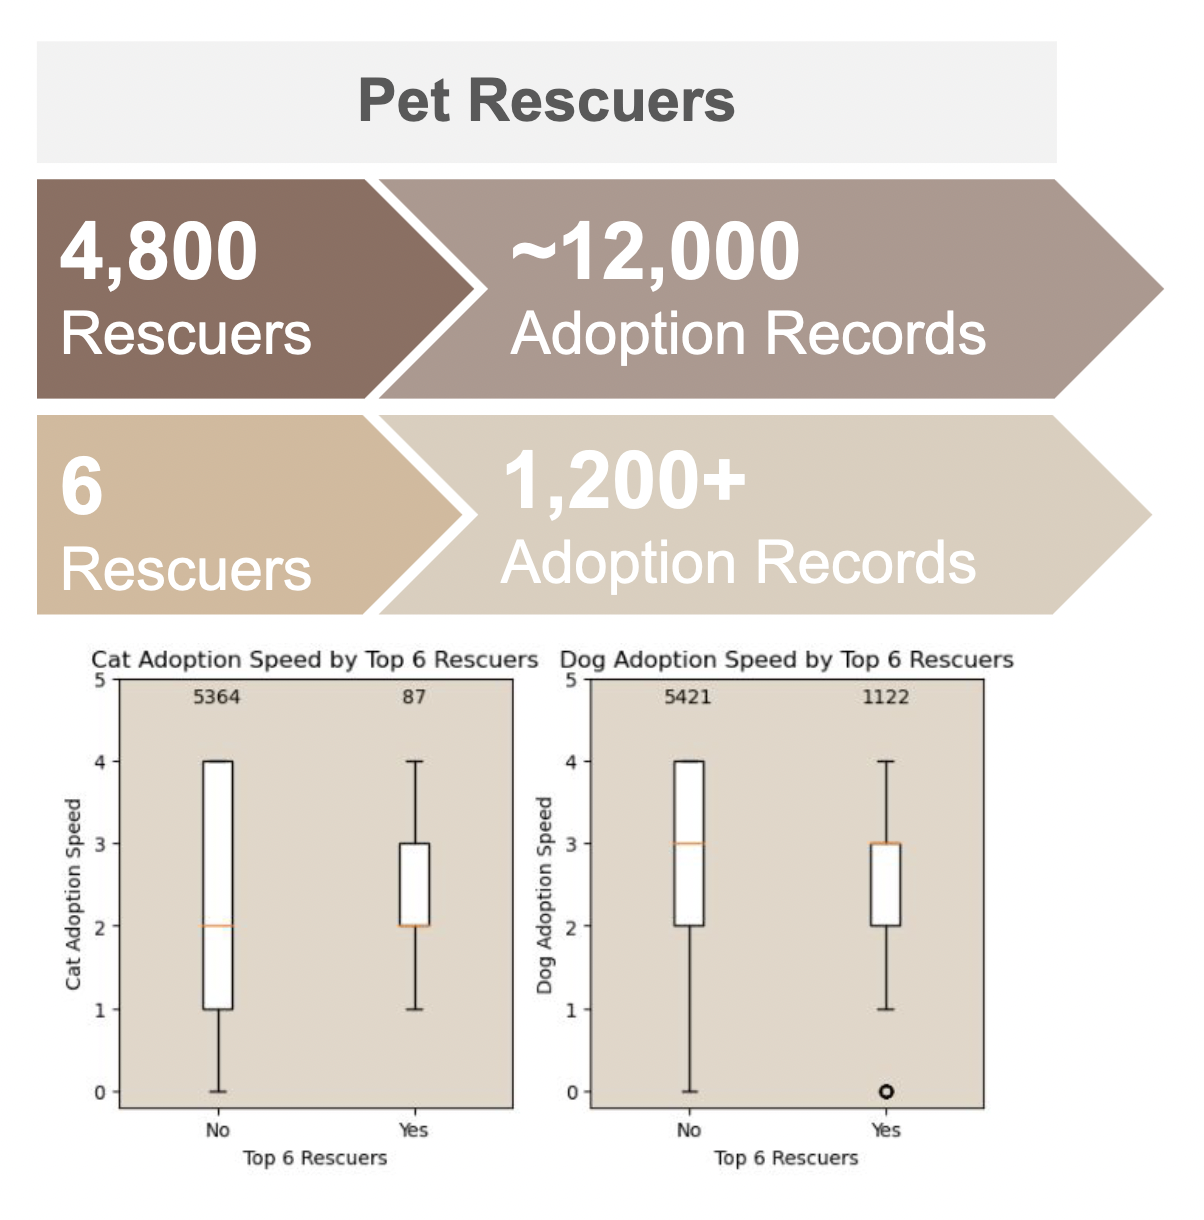 Pet Rescuers
4,800
Rescuers
~12,000
Adoption Records
6
Rescuers
1,200+
Adoption Records
Cat Adoption Speed by Top 6 Rescuers
5
4
3
2
1
0
Cat Adoption Speed
5364
87
No
Yes
Top 6 Rescuers
Dog Adoption Speed by Top 6 Rescuers
5
4
3
2
1
0
Dog Adoption Speed
5421
1122
No
Yes
Top 6 Rescuers